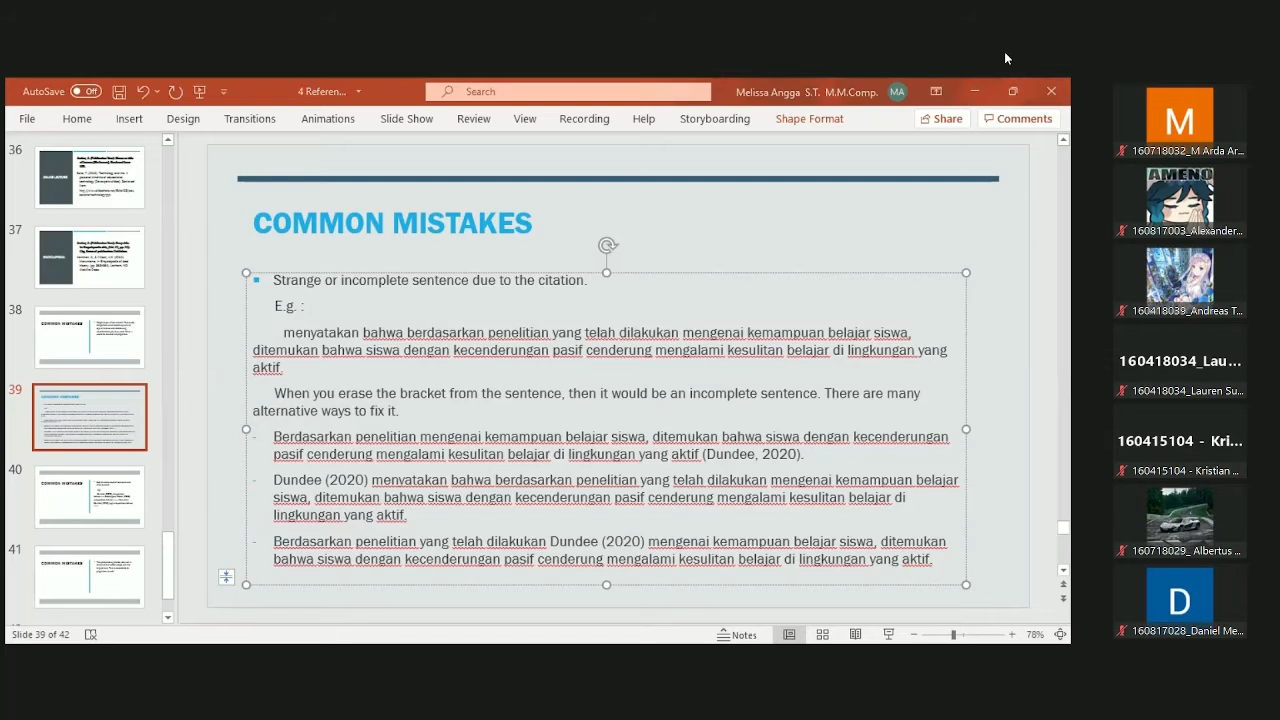 AutoSave Off 4 Referen... Search Melissa Angga S.T. M.M.Comp. MA
File Home Insert Design Transitions Animations Slide Show Review View Recording Help Storyboarding Shape Format Share Comments
36
37
38
COMMON MISTAKES
39
40
COMMON MISTAKES
41
COMMON MISTAKES
COMMON MISTAKES
Strange or incomplete sentence due to the citation.
E.g. :
menyatakan bahwa berdasarkan penelitian yang telah dilakukan mengenai kemampuan belajar siswa,
ditemukan bahwa siswa dengan kecenderungan pasif cenderung mengalami kesulitan belajar di lingkungan yang
aktif.
When you erase the bracket from the sentence, then it would be an incomplete sentence. There are many
alternative ways to fix it.
- Berdasarkan penelitian mengenai kemampuan belajar siswa, ditemukan bahwa siswa dengan kecenderungan
pasif cenderung mengalami kesulitan belajar di lingkungan yang aktif (Dundee, 2020).
- Dundee (2020) menyatakan bahwa berdasarkan penelitian yang telah dilakukan mengenai kemampuan belajar
siswa, ditemukan bahwa siswa dengan kecenderungan pasif cenderung mengalami kesulitan belajar di
lingkungan yang aktif.
- Berdasarkan penelitian yang telah dilakukan Dundee (2020) mengenai kemampuan belajar siswa, ditemukan
bahwa siswa dengan kecenderungan pasif cenderung mengalami kesulitan belajar di lingkungan yang aktif.
Slide 39 of 42 Notes 78%
M
160718032_M Arda Ar...
AMENO
160817003_Alexander...
160418039_Andreas T...
160418034_Lau...
160418034_Lauren Su...
160415104 - Kri...
160415104 - Kristian ...
160718029_ Albertus ...
D
160817028_Daniel Me...